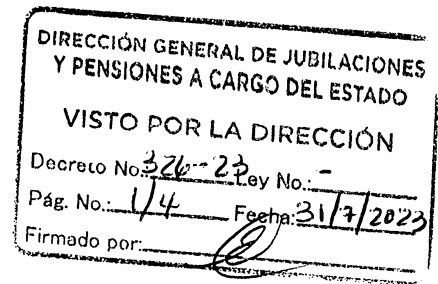 DIRECCIÓN GENERAL DE JUBILACIONES
Y PENSIONES A CARGO DEL ESTADO
VISTO POR LA DIRECCIÓN
Decreto No.: 326-23 Ley No.: -
Pág. No.: 1/4 Fecha: 31/7/2023
Firmado por: